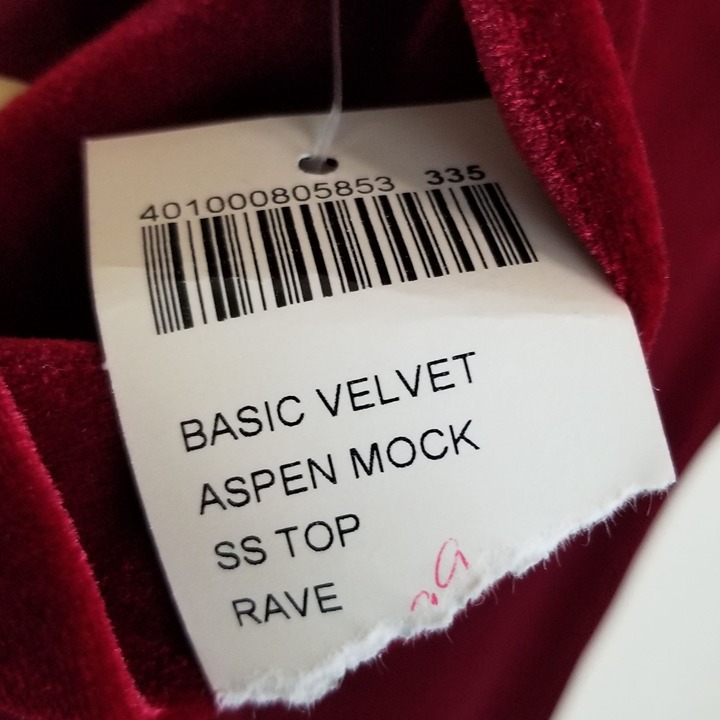 401000805853 335
BASIC VELVET
ASPEN MOCK
SS TOP
RAVE